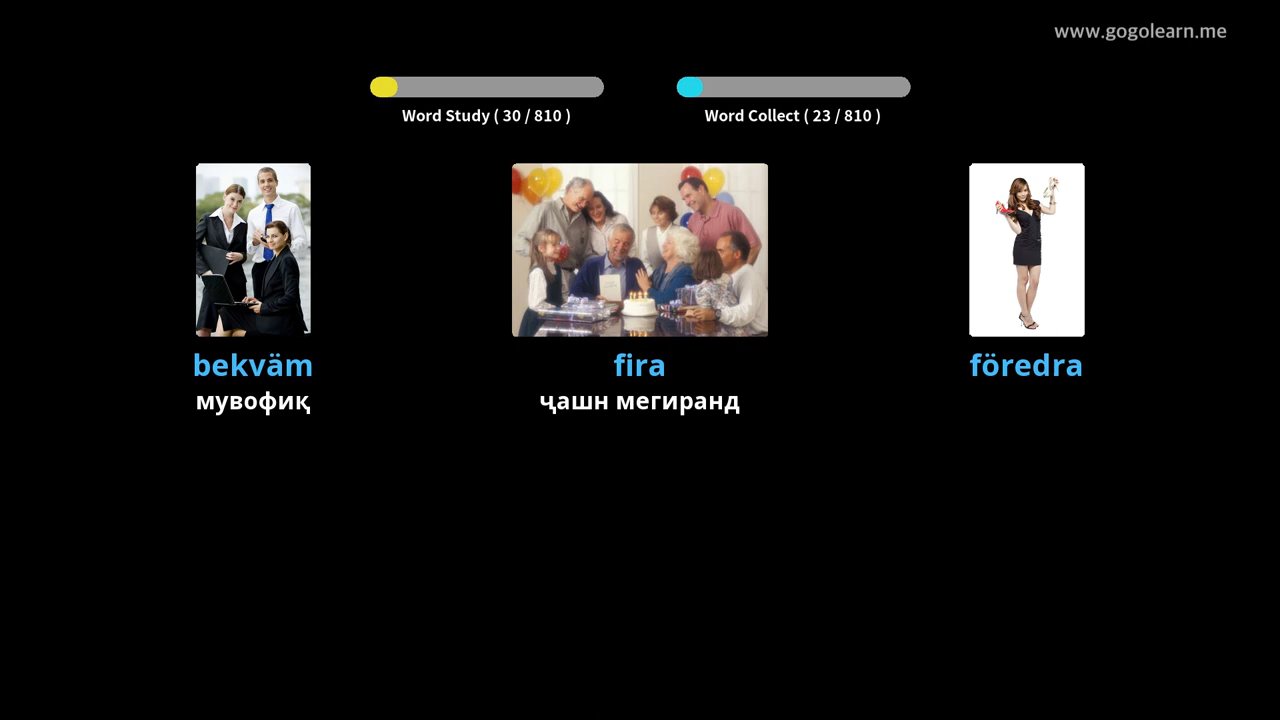 www.gogolearn.me
Word Study ( 30 / 810 )
Word Collect ( 23 / 810 )
bekväm
fira
föredra
мувофиқ
ҷашн мегиранд